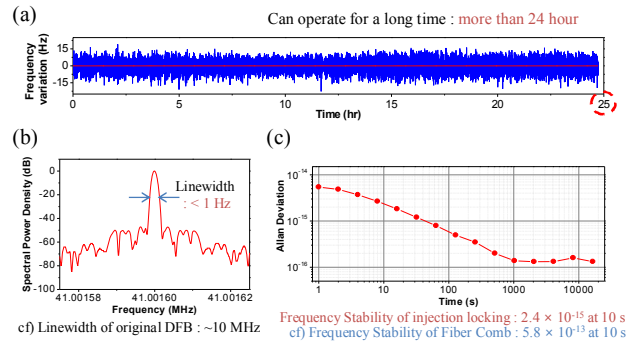 (a)
Can operate for a long time : more than 24 hour
Frequency variation (Hz)
15
0
-15
0
5
10
15
20
25
Time (hr)
(b)
Spectral Power Density (dB)
0
-20
-40
-60
-80
-100
Linewidth
: < 1 Hz
41.00158
41.00160
41.00162
Frequency (MHz)
cf) Linewidth of original DFB : ~10 MHz
(c)
Allan Deviation
10⁻¹⁴
10⁻¹⁵
10⁻¹⁶
1
10
100
1000
10000
Time (s)
Frequency Stability of injection locking : 2.4 × 10⁻¹⁵ at 10 s
cf) Frequency Stability of Fiber Comb : 5.8 × 10⁻¹³ at 10 s